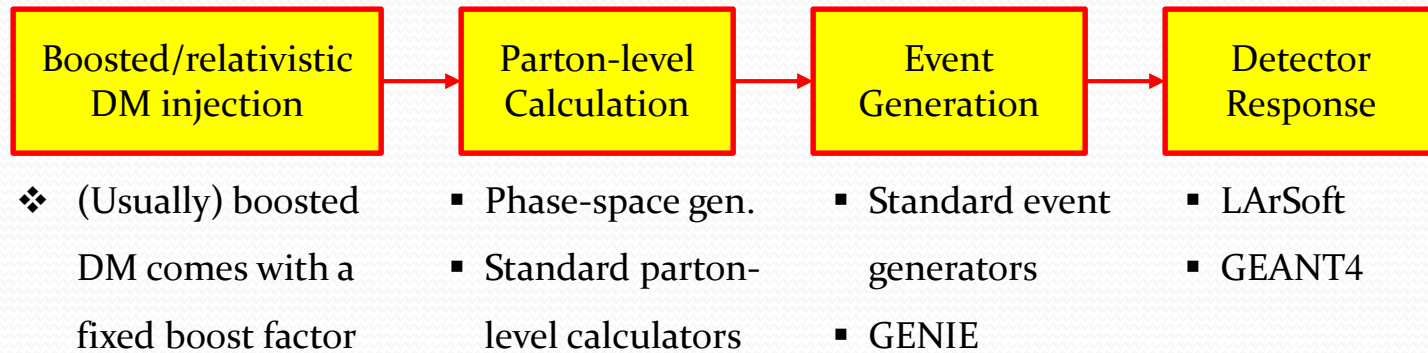 Boosted/relativistic
DM injection
Parton-level
Calculation
Event
Generation
Detector
Response
❖ (Usually) boosted
DM comes with a
fixed boost factor
▪ Phase-space gen.
▪ Standard parton-
level calculators
▪ Standard event
generators
▪ GENIE
▪ LArSoft
▪ GEANT4